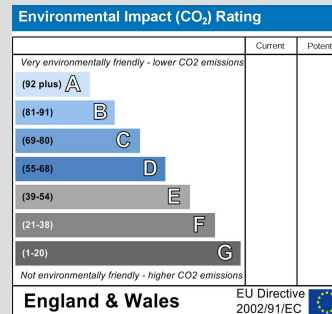 Environmental Impact (CO₂) Rating
Current Potent
Very environmentally friendly - lower CO2 emissions
(92 plus) A
(81-91) B
(69-80) C
(55-68) D
(39-54) E
(21-38) F
(1-20) G
Not environmentally friendly - higher CO2 emissions
England & Wales
EU Directive
2002/91/EC